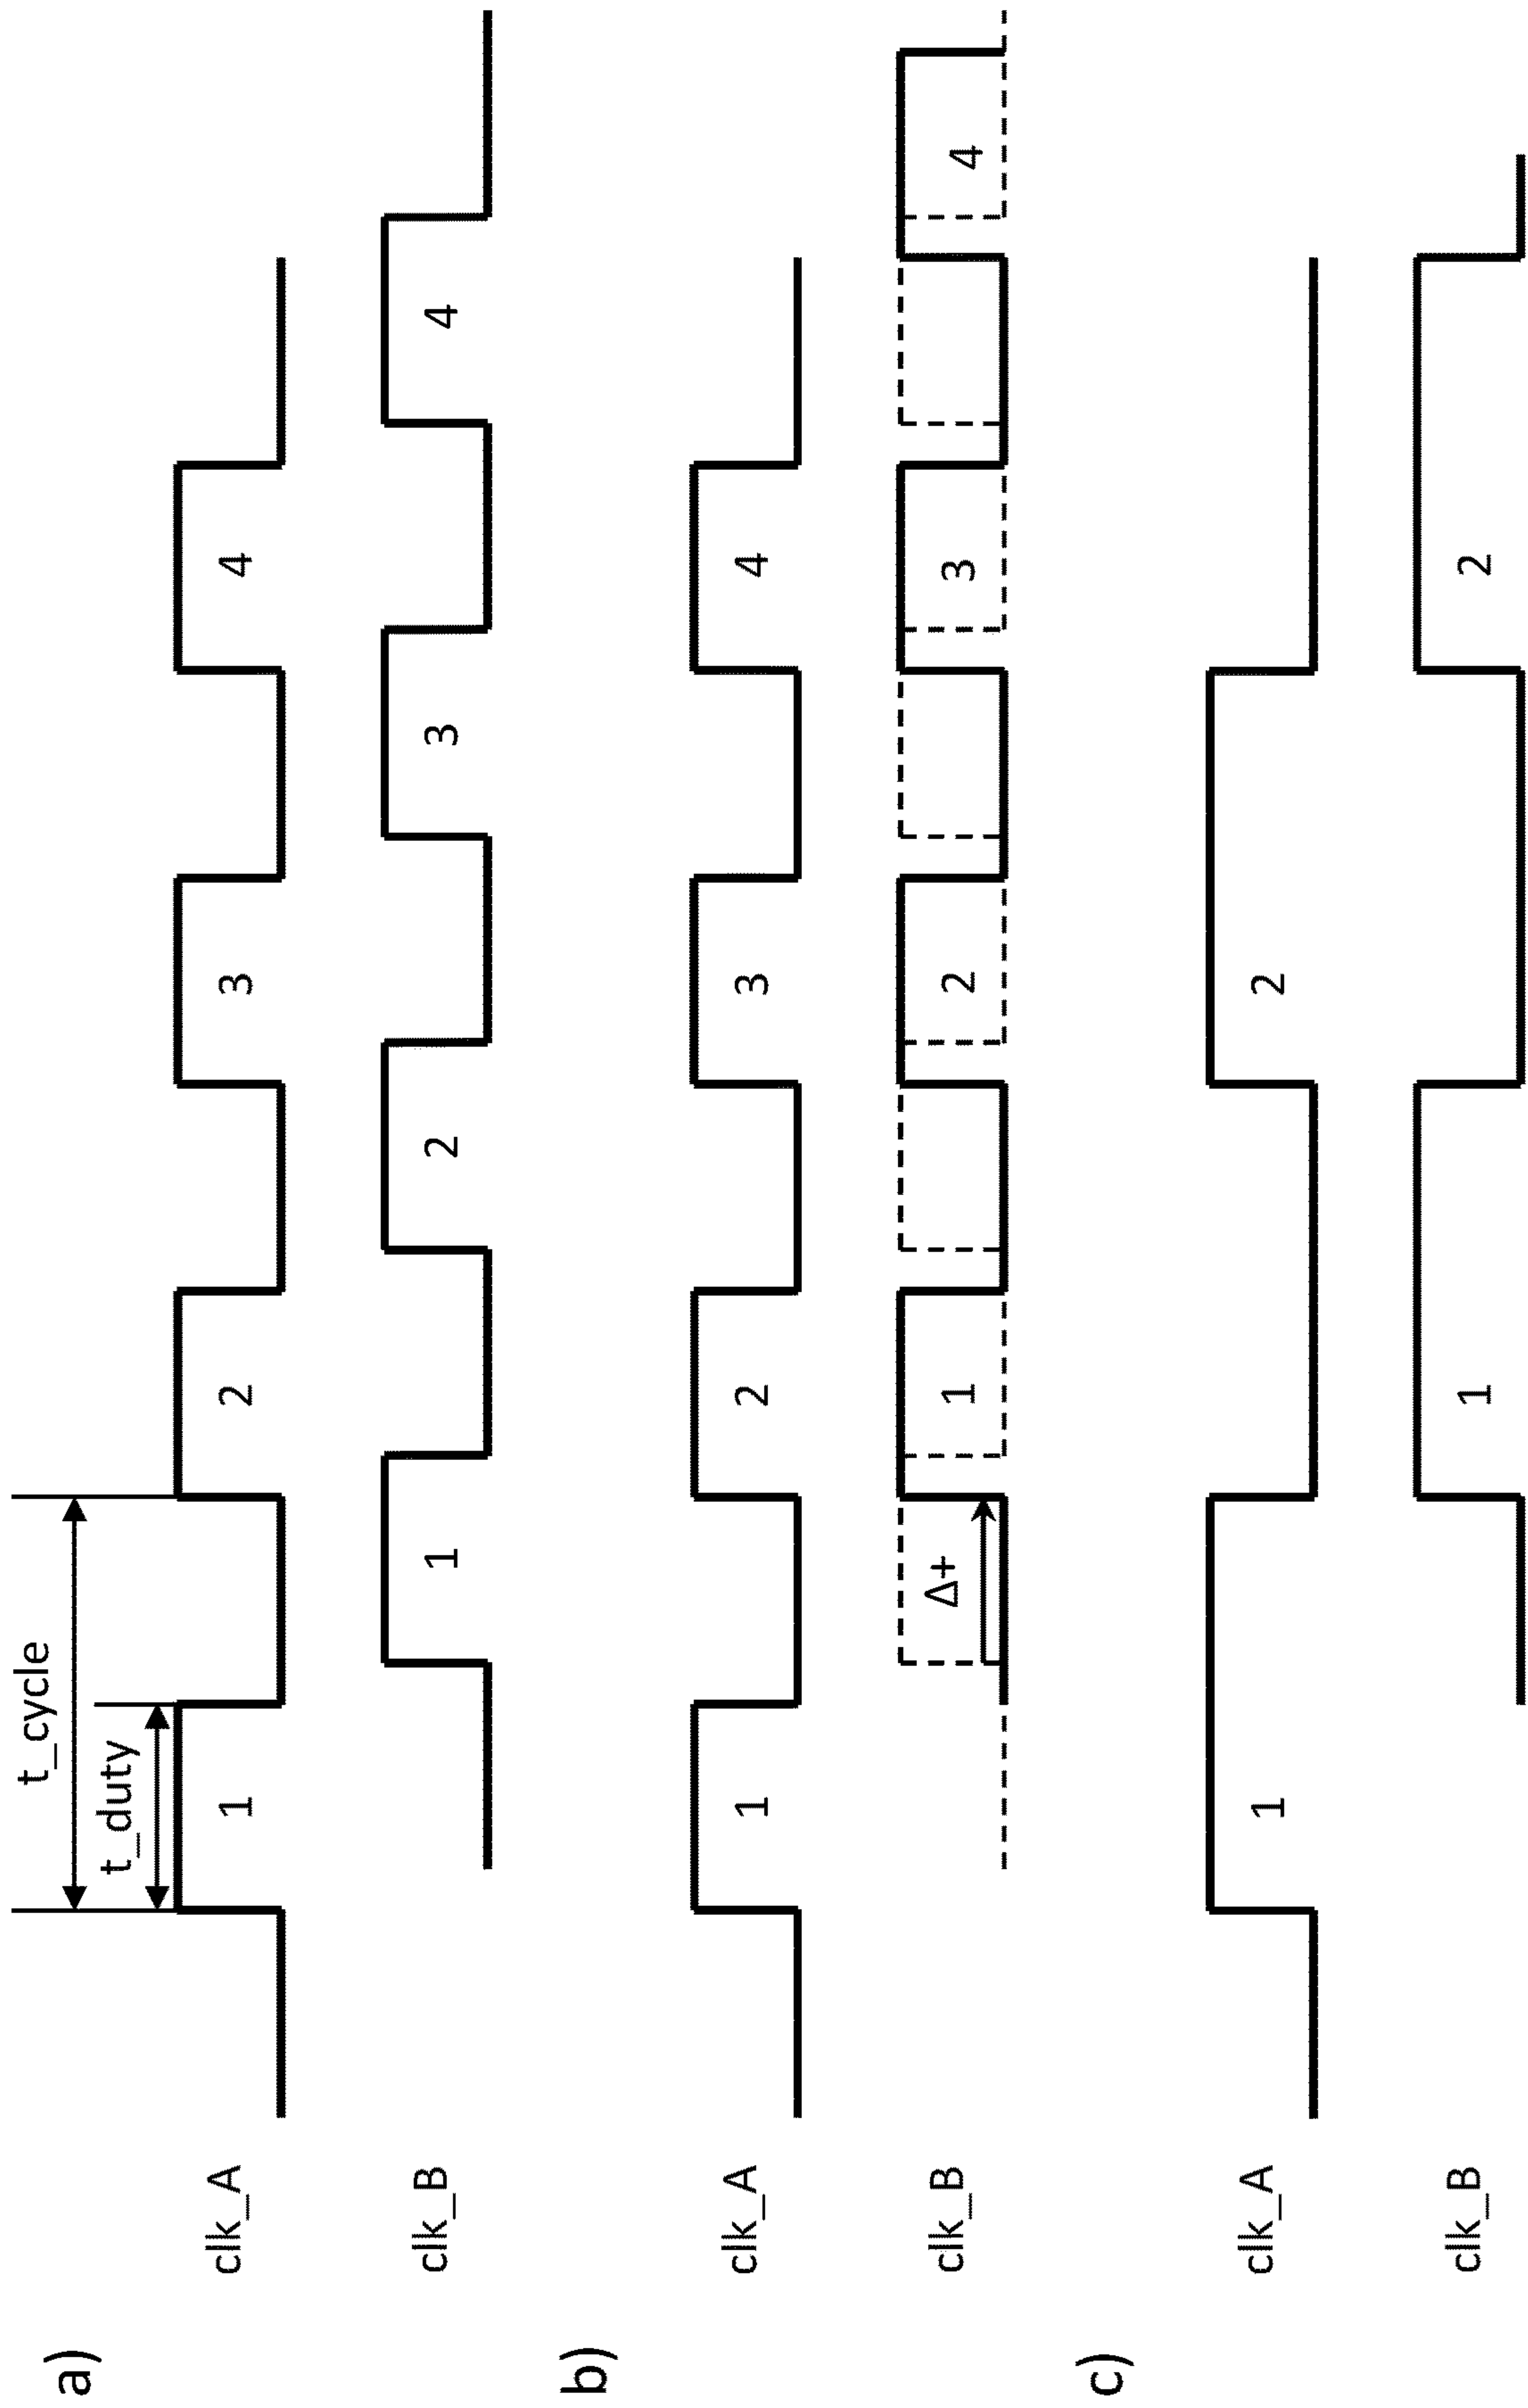 a)
t_cycle
t_duty
clk_A 1 2 3 4
clk_B 1 2 3 4
b)
clk_A 1 2 3 4
clk_B Δ+ 1 2 3 4
c)
clk_A 1 2
clk_B 1 2